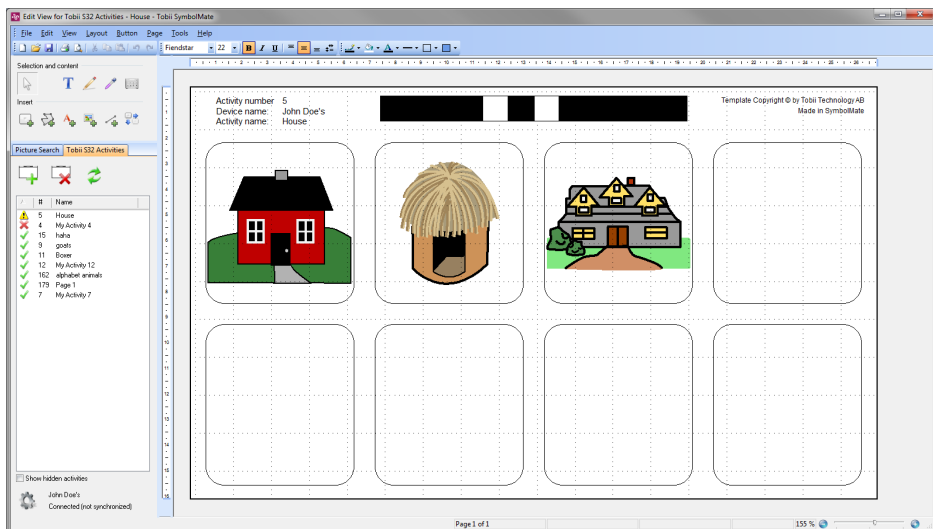 Edit View for Tobii S32 Activities - House - Tobii SymbolMate
File Edit View Layout Button Page Tools Window Help
Fiendstar 22 B I U
Selection and content
T
Insert
Picture Search Tobii S32 Activities
# Name
5 House
4 My Activity 4
15 haha
9 goats
11 Boxer
12 My Activity 12
162 alphabet animals
179 Page 1
7 My Activity 7
Show hidden activities
John Doe's
Connected (not synchronized)
Activity number 5
Device name: John Doe's
Activity name: House
Template Copyright © by Tobii Technology AB
Made in SymbolMate
Page 1 of 1
155 %